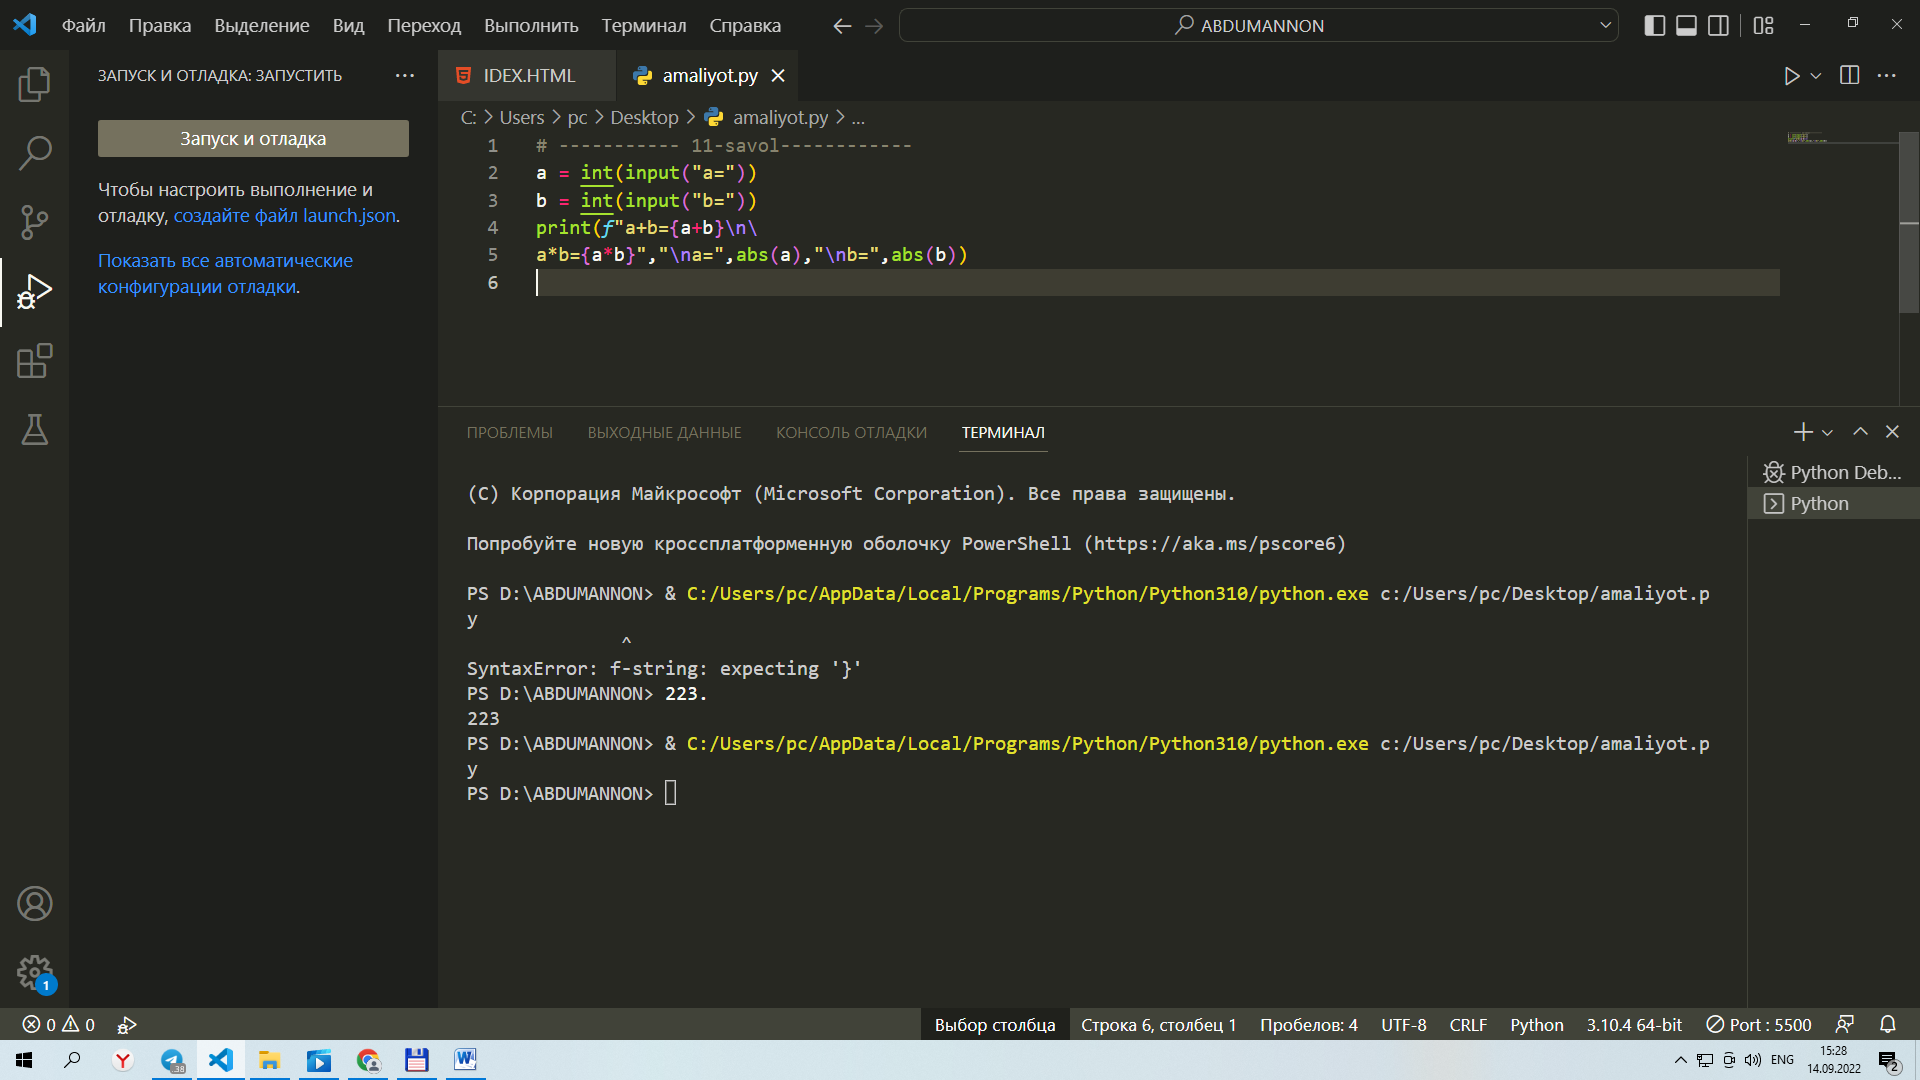 Файл Правка Выделение Вид Переход Выполнить Терминал Справка ABDUMANNON
ЗАПУСК И ОТЛАДКА: ЗАПУСТИТЬ ...
Запуск и отладка
Чтобы настроить выполнение и
отладку, создайте файл launch.json.
Показать все автоматические
конфигурации отладки.
IDEX.HTML amaliyot.py
C: > Users > pc > Desktop > amaliyot.py > ...
1 # ----------- 11-savol------------
2 a = int(input("a="))
3 b = int(input("b="))
4 print(f"a+b={a+b}\n\
5 a*b={a*b}","\na=",abs(a),"\nb=",abs(b))
6
ПРОБЛЕМЫ ВЫХОДНЫЕ ДАННЫЕ КОНСОЛЬ ОТЛАДКИ ТЕРМИНАЛ
(C) Корпорация Майкрософт (Microsoft Corporation). Все права защищены.
Попробуйте новую кроссплатформенную оболочку PowerShell (https://aka.ms/pscore6)
PS D:\ABDUMANNON> & C:/Users/pc/AppData/Local/Programs/Python/Python310/python.exe c:/Users/pc/Desktop/amaliyot.p
y
^
SyntaxError: f-string: expecting '}'
PS D:\ABDUMANNON> 223.
223
PS D:\ABDUMANNON> & C:/Users/pc/AppData/Local/Programs/Python/Python310/python.exe c:/Users/pc/Desktop/amaliyot.p
y
PS D:\ABDUMANNON>
Python Deb...
Python
1
0 0 Выбор столбца Строка 6, столбец 1 Пробелов: 4 UTF-8 CRLF Python 3.10.4 64-bit Port : 5500
.38 ENG 15:28
14.09.2022 2